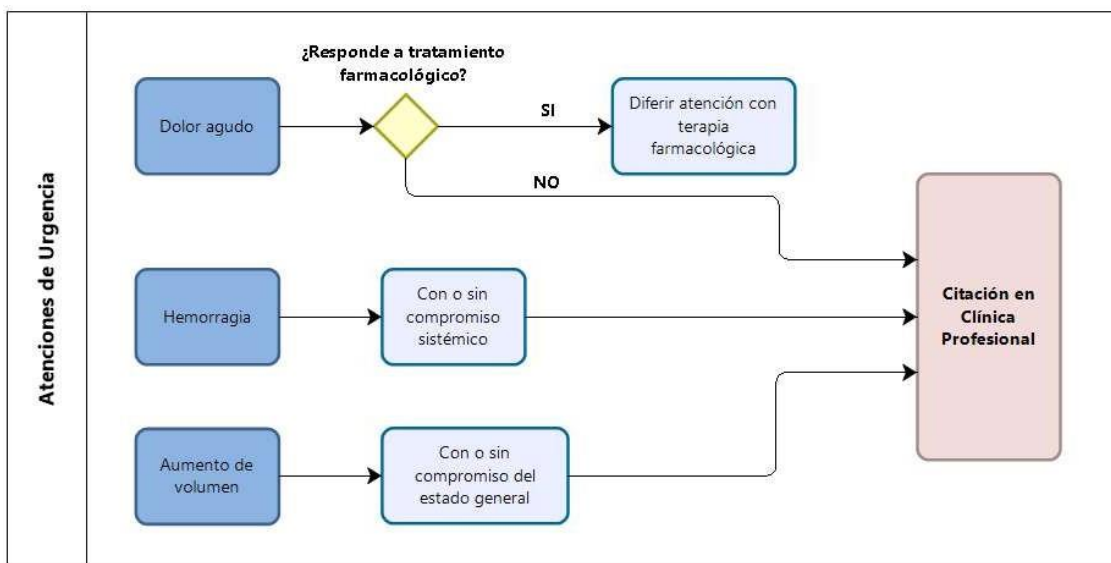 Atenciones de Urgencia
¿Responde a tratamiento
farmacológico?
Dolor agudo
SI
Diferir atención con
terapia
farmacológica
NO
Hemorragia
Con o sin
compromiso
sistémico
Citación en
Clínica
Profesional
Aumento de
volumen
Con o sin
compromiso del
estado general